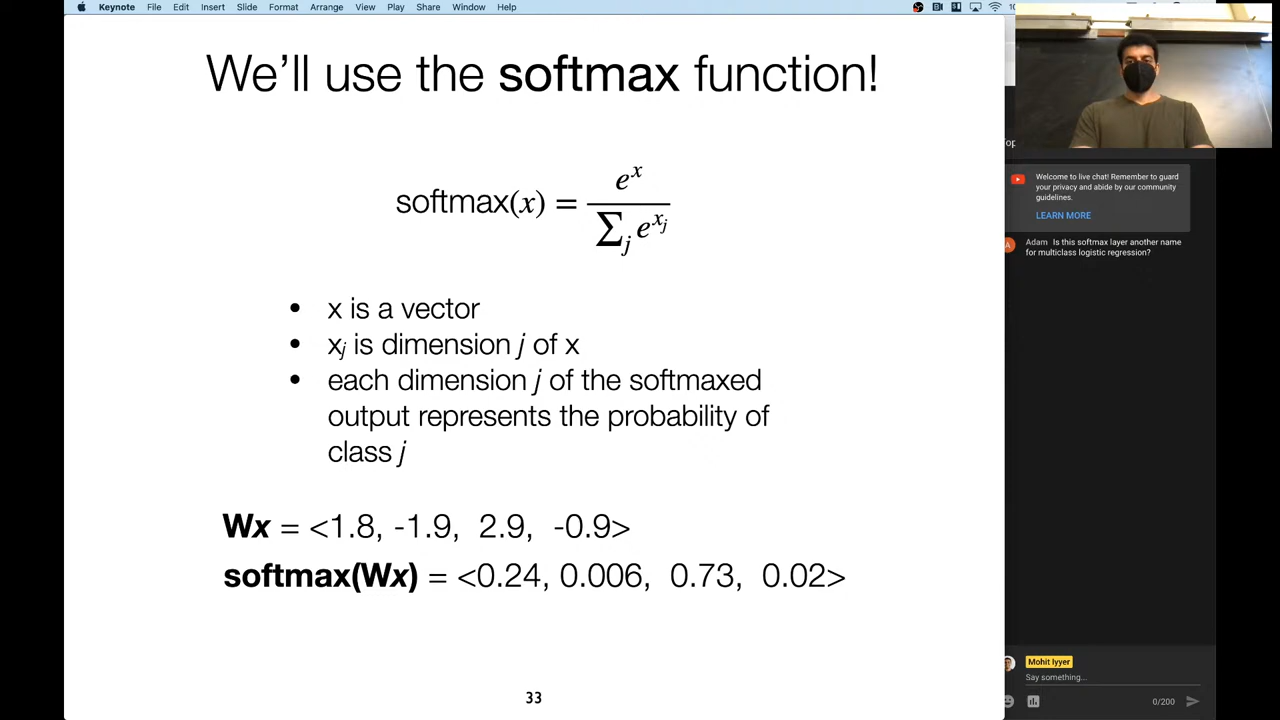 Keynote File Edit Insert Slide Format Arrange View Play Share Window Help
We'll use the softmax function!
softmax(x) = e^x / ∑_j e^{x_j}
• x is a vector
• x_j is dimension j of x
• each dimension j of the softmaxed
output represents the probability of
class j
Wx = <1.8, -1.9, 2.9, -0.9>
softmax(Wx) = <0.24, 0.006, 0.73, 0.02>
33
Welcome to live chat! Remember to guard
your privacy and abide by our community
guidelines.
LEARN MORE
A Adam Is this softmax layer another name
for multiclass logistic regression?
Mohit Iyyer
Say something...
0/200